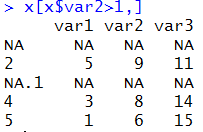 > x[x$var2>1,]
var1 var2 var3
NA NA NA NA
2 5 9 11
NA.1 NA NA NA
4 3 8 14
5 1 6 15